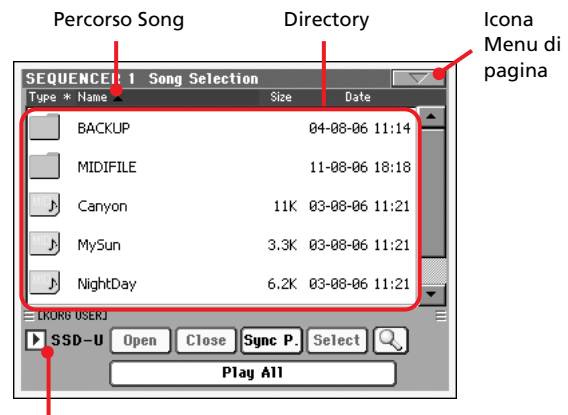 Percorso Song Directory Icona
Menu di
pagina
SEQUENCER 1 Song Selection
Type * Name Size Date
BACKUP 04-08-06 11:14
MIDIFILE 11-08-06 18:18
Canyon 11K 03-08-06 11:21
MySun 3.3K 03-08-06 11:21
NightDay 6.2K 03-08-06 11:21
[KORG USER]
SSD-U Open Close Sync P. Select
Play All